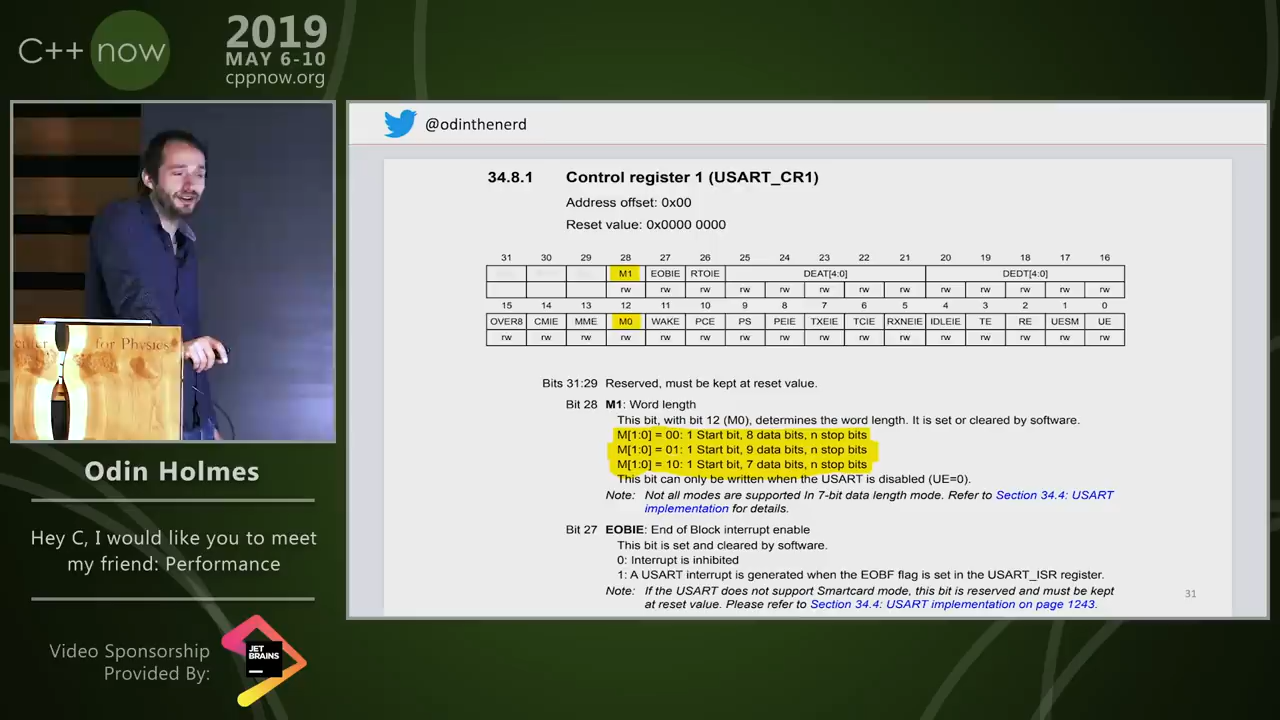 C++ now
2019
MAY 6-10
cppnow.org
@odinthenerd
34.8.1 Control register 1 (USART_CR1)
Address offset: 0x00
Reset value: 0x0000 0000
31 30 29 28 27 26 25 24 23 22 21 20 19 18 17 16
M1 EOBIE RTOIE DEAT[4:0] DEDT[4:0]
rw rw rw rw rw rw rw rw rw rw rw rw rw
15 14 13 12 11 10 9 8 7 6 5 4 3 2 1 0
OVER8 CMIE MME M0 WAKE PCE PS PEIE TXEIE TCIE RXNEIE IDLEIE TE RE UESM UE
rw rw rw rw rw rw rw rw rw rw rw rw rw rw rw rw
Bits 31:29 Reserved, must be kept at reset value.
Bit 28 M1: Word length
This bit, with bit 12 (M0), determines the word length. It is set or cleared by software.
M[1:0] = 00: 1 Start bit, 8 data bits, n stop bits
M[1:0] = 01: 1 Start bit, 9 data bits, n stop bits
M[1:0] = 10: 1 Start bit, 7 data bits, n stop bits
This bit can only be written when the USART is disabled (UE=0).
Note: Not all modes are supported In 7-bit data length mode. Refer to Section 34.4: USART
implementation for details.
Bit 27 EOBIE: End of Block interrupt enable
This bit is set and cleared by software.
0: Interrupt is inhibited
1: A USART interrupt is generated when the EOBF flag is set in the USART_ISR register.
Note: If the USART does not support Smartcard mode, this bit is reserved and must be kept
at reset value. Please refer to Section 34.4: USART implementation on page 1243.
31
for Physics
Odin Holmes
Hey C, I would like you to meet
my friend: Performance
Video Sponsorship
Provided By:
JET
BRAINS